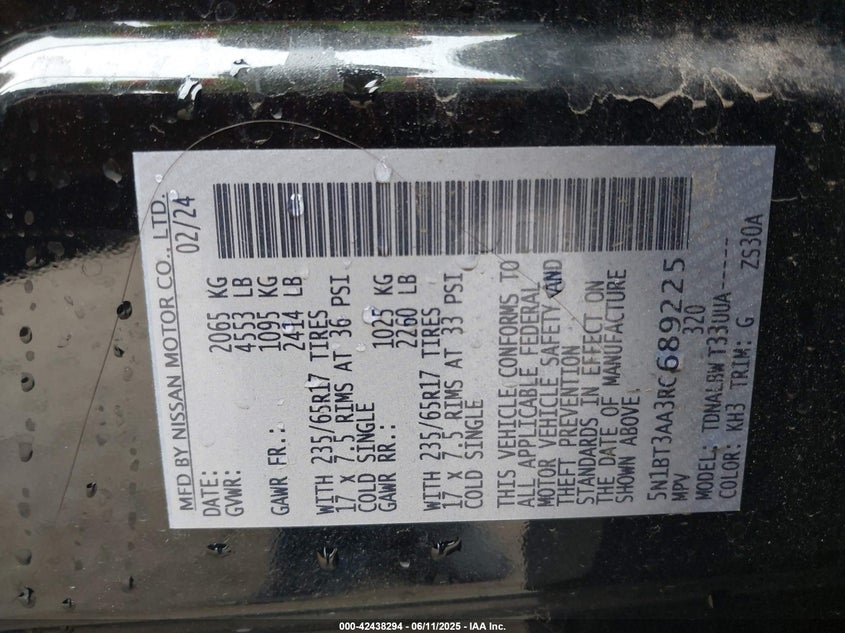 MFD BY NISSAN MOTOR CO., LTD.
DATE: 02/24
GVWR: 2065 KG
4553 LB
GAWR FR.: 1095 KG
2414 LB
WITH 235/65R17 TIRES
17 X 7.5 RIMS AT 36 PSI
COLD SINGLE
GAWR RR.: 1025 KG
2260 LB
WITH 235/65R17 TIRES
17 X 7.5 RIMS AT 33 PSI
COLD SINGLE
THIS VEHICLE CONFORMS TO
ALL APPLICABLE FEDERAL
MOTOR VEHICLE SAFETY AND
THEFT PREVENTION
STANDARDS IN EFFECT ON
THE DATE OF MANUFACTURE
SHOWN ABOVE
5N1BT3AA3RC689225
MPV 320
MODEL: TDNALBWT33UUA-----
COLOR: KH3 TRIM: G ZS30A
000-42438294 - 06/11/2025 - IAA Inc.